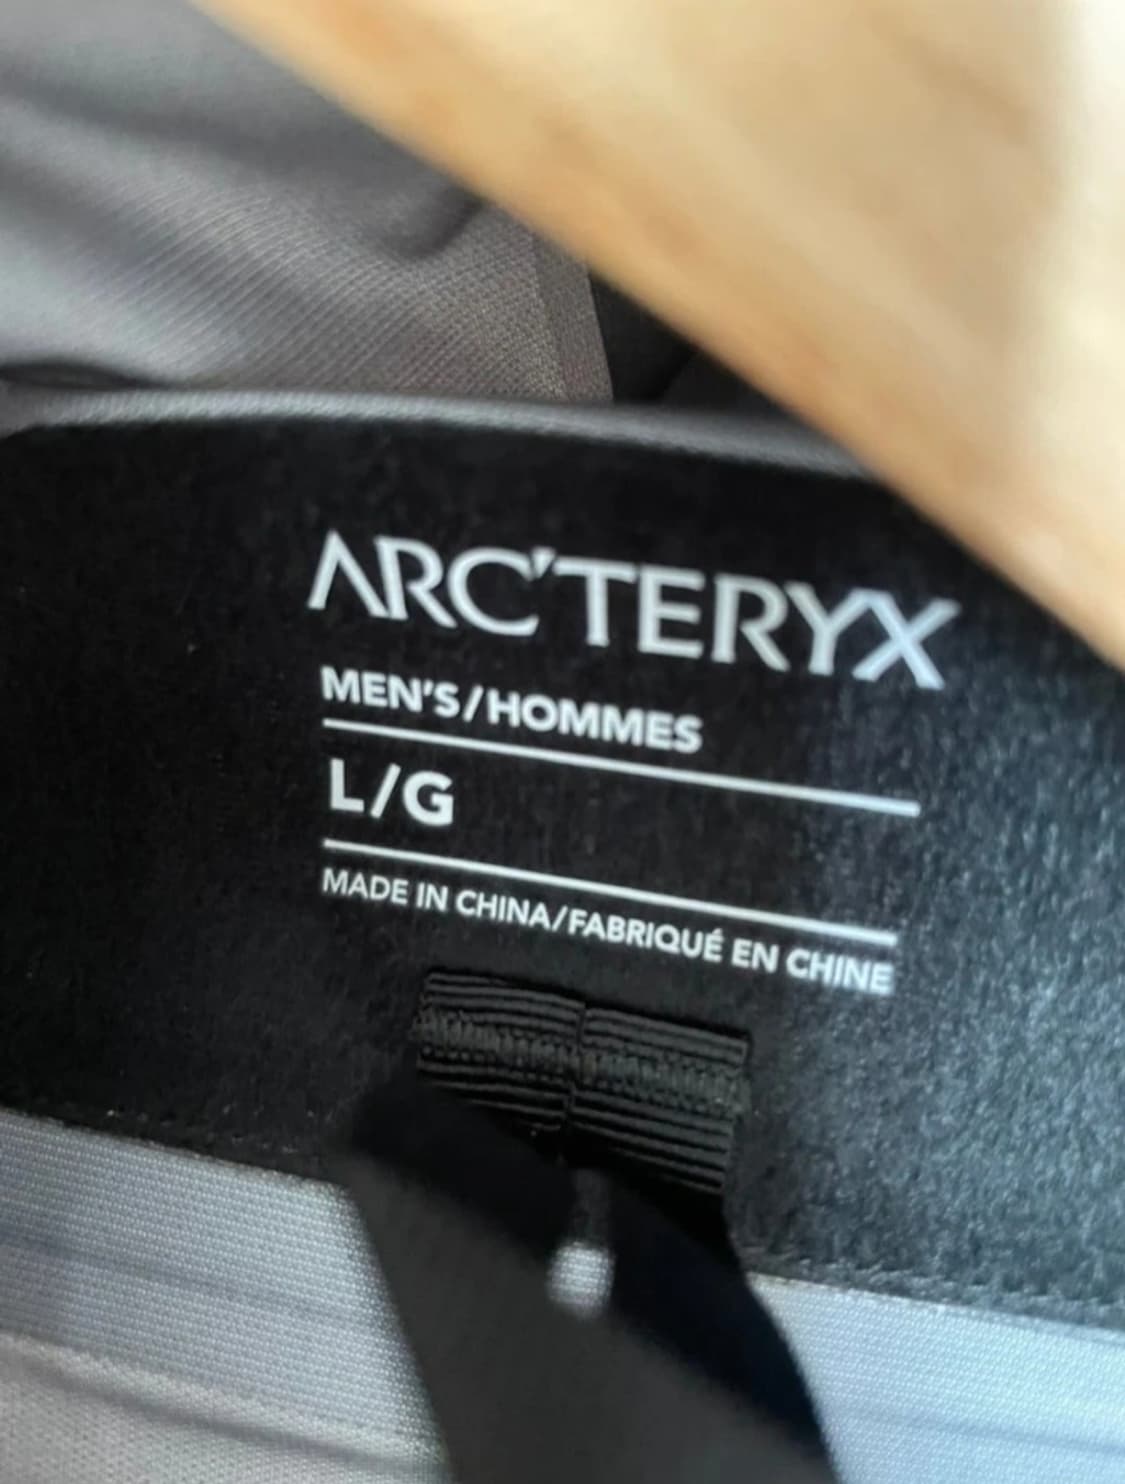 ARC'TERYX
MEN'S/HOMMES
L/G
MADE IN CHINA/FABRIQUÉ EN CHINE